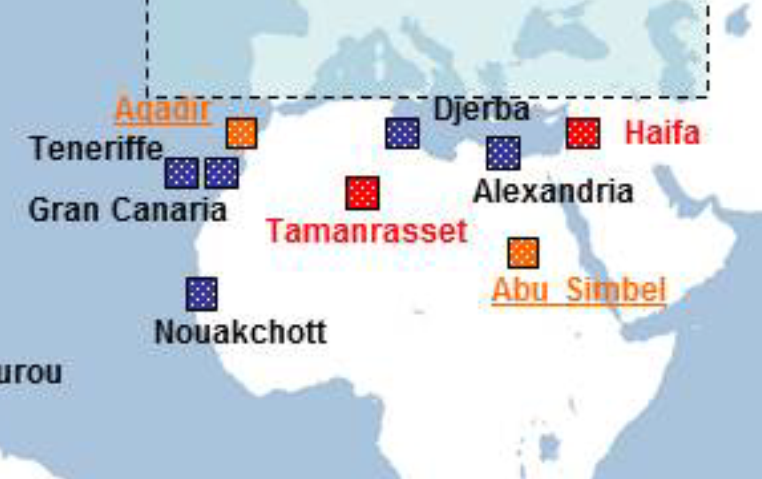 Agadir
Djerba
Teneriffe
Haifa
Gran Canaria
Alexandria
Tamanrasset
Abu Simbel
Nouakchott
urou